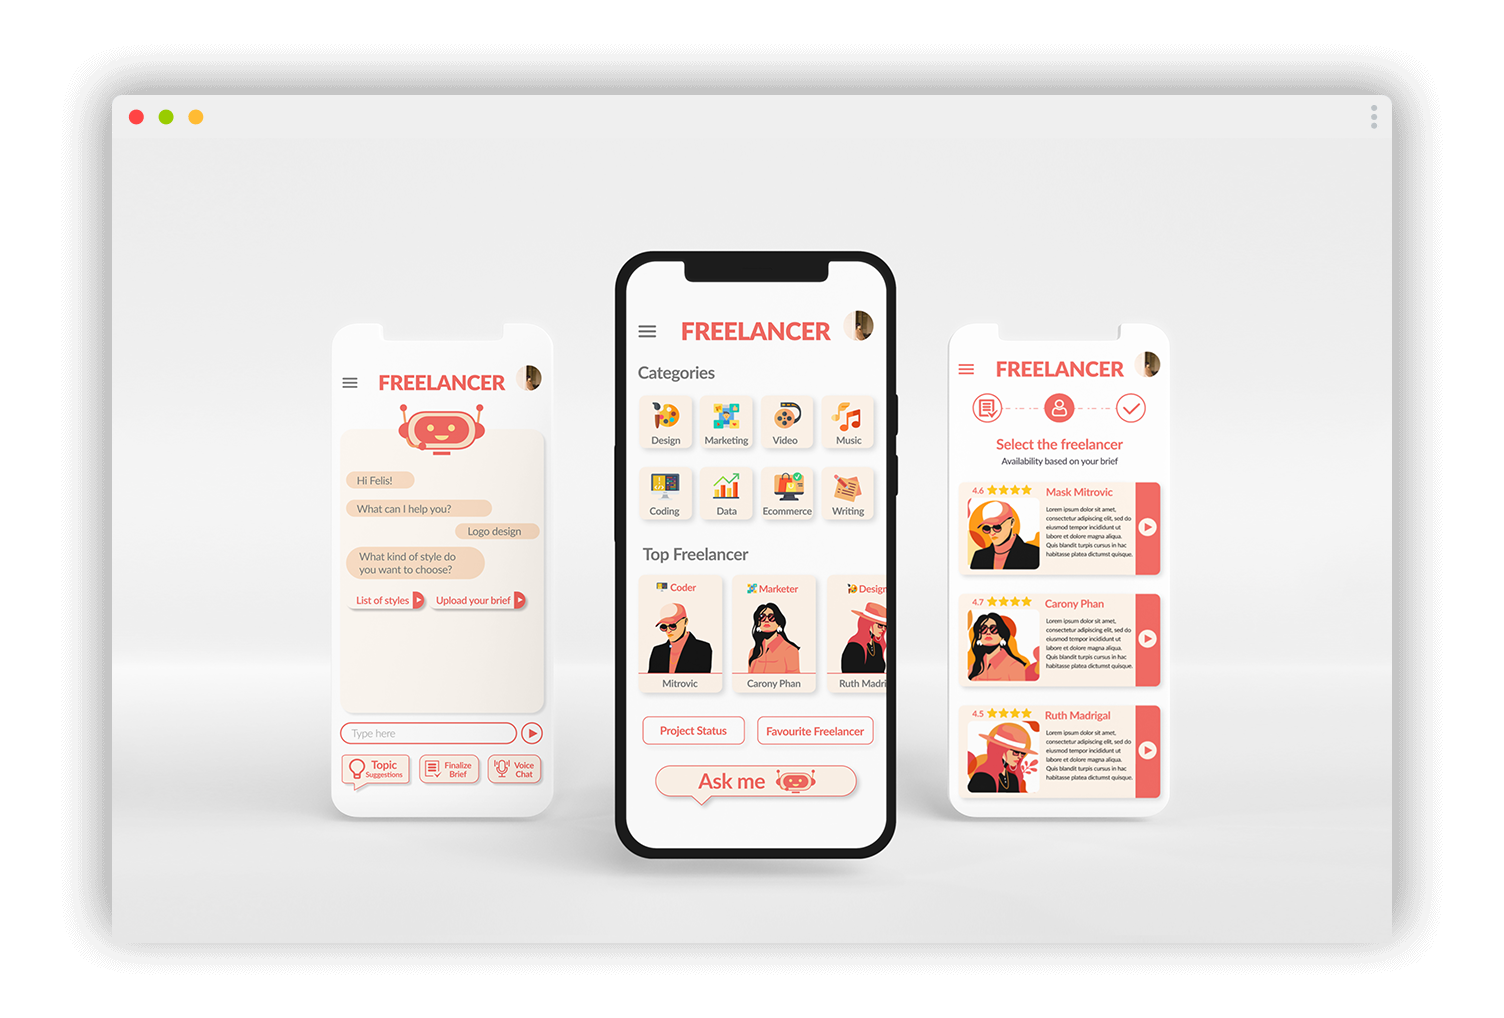 FREELANCER
Hi Felis!
What can I help you?
Logo design
What kind of style do
you want to choose?
List of styles
Upload your brief
Type here
Topic
Suggestions
Finalize
Brief
Voice
Chat
FREELANCER
Categories
Design
Marketing
Video
Music
Coding
Data
Ecommerce
Writing
Top Freelancer
Coder
Marketer
Design
Mitrovic
Carony Phan
Ruth Madri
Project Status
Favourite Freelancer
Ask me
FREELANCER
Select the freelancer
Availability based on your brief
4.6
Mask Mitrovic
Lorem ipsum dolor sit amet,
consectetur adipiscing elit, sed do
eiusmod tempor incididunt ut
labore et dolore magna aliqua.
Quis blandit turpis cursus in hac
habitasse platea dictumst quisque.
4.7
Carony Phan
Lorem ipsum dolor sit amet,
consectetur adipiscing elit, sed do
eiusmod tempor incididunt ut
labore et dolore magna aliqua.
Quis blandit turpis cursus in hac
habitasse platea dictumst quisque.
4.5
Ruth Madrigal
Lorem ipsum dolor sit amet,
consectetur adipiscing elit, sed do
eiusmod tempor incididunt ut
labore et dolore magna aliqua.
Quis blandit turpis cursus in hac
habitasse platea dictumst quisque.